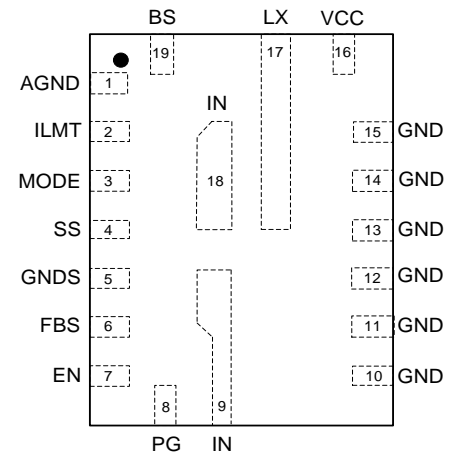 BS LX VCC
19 17 16
AGND 1
IN
ILMT 2 15 GND
MODE 3 18 14 GND
SS 4 13 GND
GNDS 5 12 GND
FBS 6 11 GND
EN 7 10 GND
8 9
PG IN